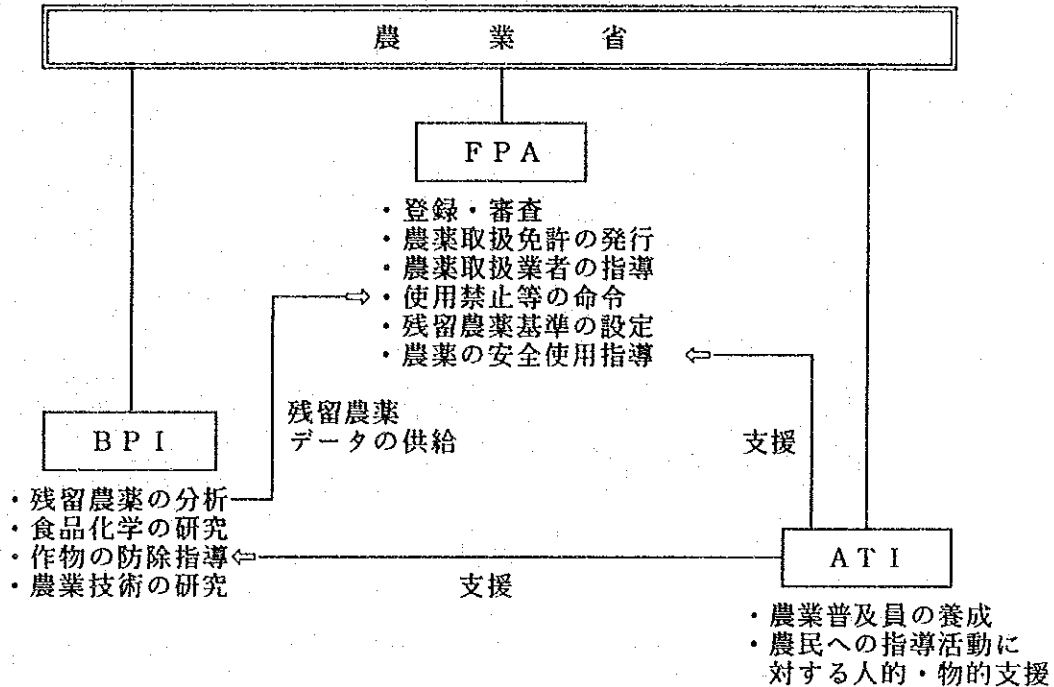 農業省
FPA
・登録・審査
・農薬取扱免許の発行
・農薬取扱業者の指導
・使用禁止等の命令
・残留農薬基準の設定
・農薬の安全使用指導
残留農薬
データの供給
支援
BPI
・残留農薬の分析
・食品化学の研究
・作物の防除指導
・農業技術の研究
支援
ATI
・農業普及員の養成
・農民への指導活動に
対する人的・物的支援